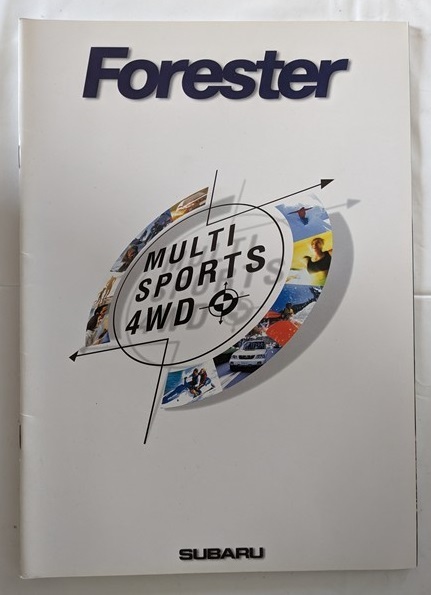 Forester
MULTI
SPORTS
4WD
SUBARU